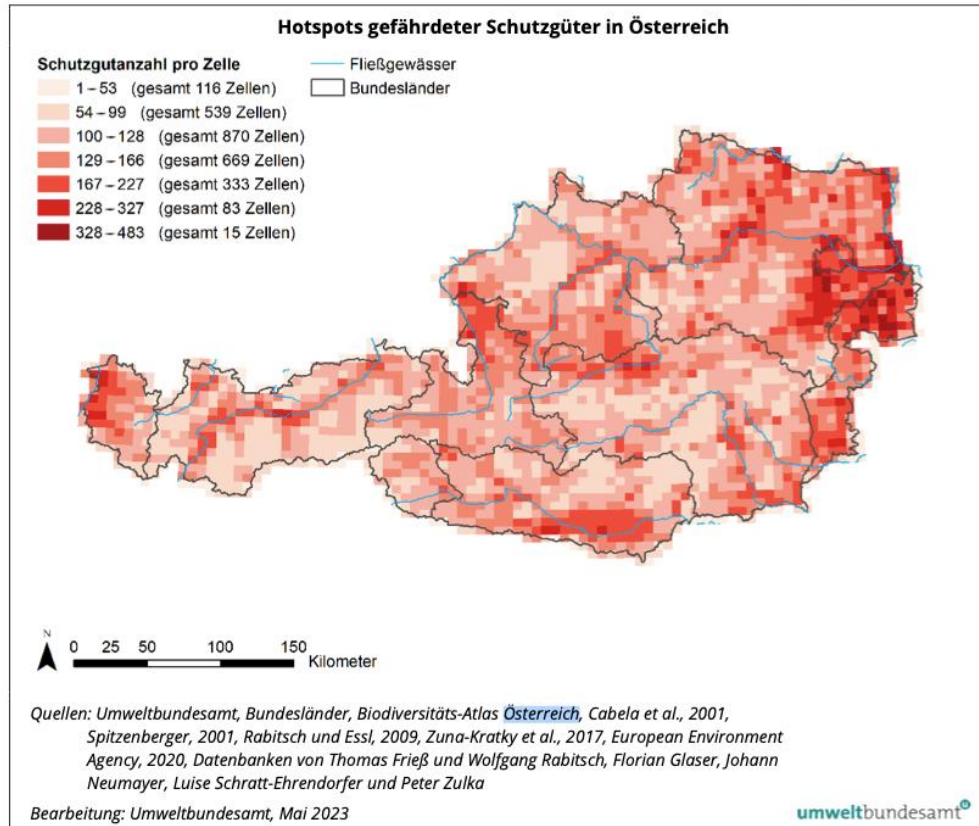 Hotspots gefährdeter Schutzgüter in Österreich
Schutzgutanzahl pro Zelle
1 – 53 (gesamt 116 Zellen)
54 – 99 (gesamt 539 Zellen)
100 – 128 (gesamt 870 Zellen)
129 – 166 (gesamt 669 Zellen)
167 – 227 (gesamt 333 Zellen)
228 – 327 (gesamt 83 Zellen)
328 – 483 (gesamt 15 Zellen)
Fließgewässer
Bundesländer
N
0 25 50 100 150
Kilometer
Quellen: Umweltbundesamt, Bundesländer, Biodiversitäts-Atlas Österreich, Cabela et al., 2001,
Spitzenberger, 2001, Rabitsch und Essl, 2009, Zuna-Kratky et al., 2017, European Environment
Agency, 2020, Datenbanken von Thomas Frieß und Wolfgang Rabitsch, Florian Glaser, Johann
Neumayer, Luise Schratt-Ehrendorfer und Peter Zulka
Bearbeitung: Umweltbundesamt, Mai 2023
umweltbundesamt u